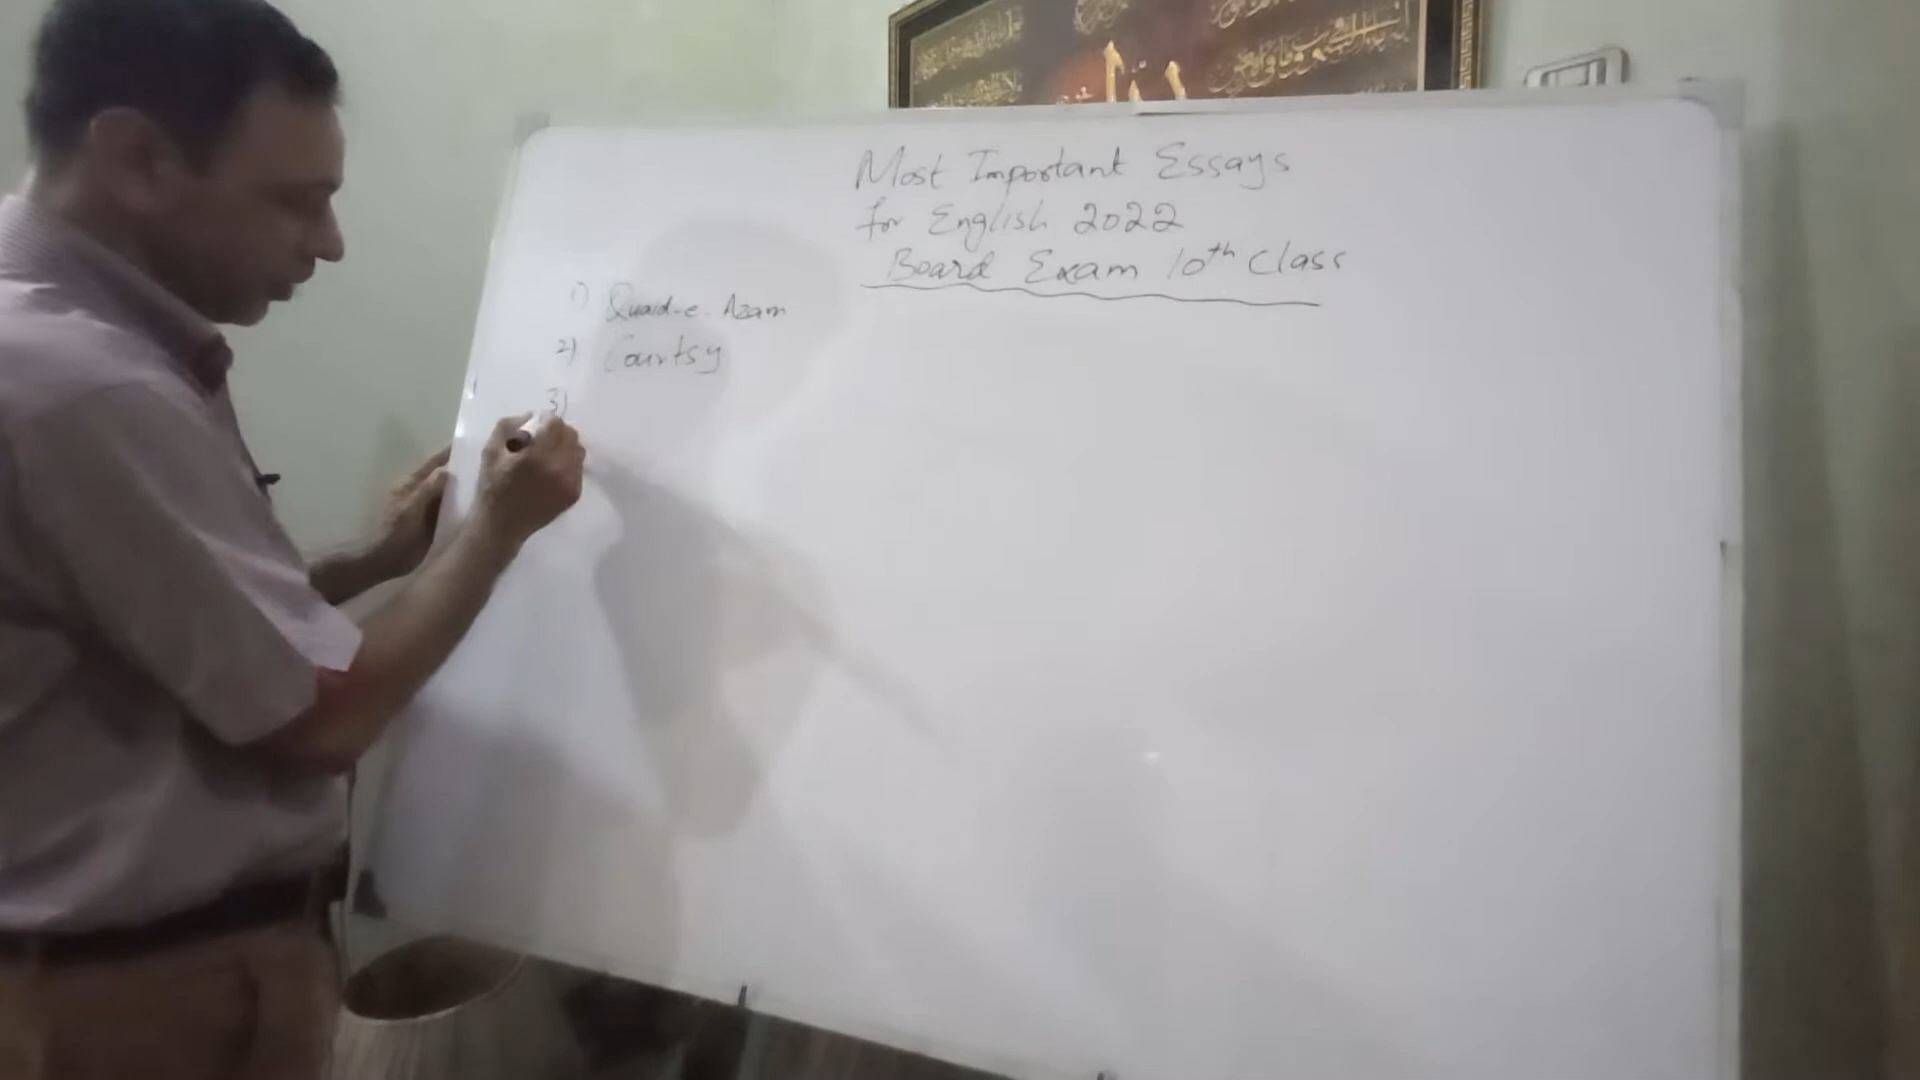 Most Important Essays
for English 2022
Board Exam 10th Class
1) Quaid-e-Azam
2) Courtsy
3)